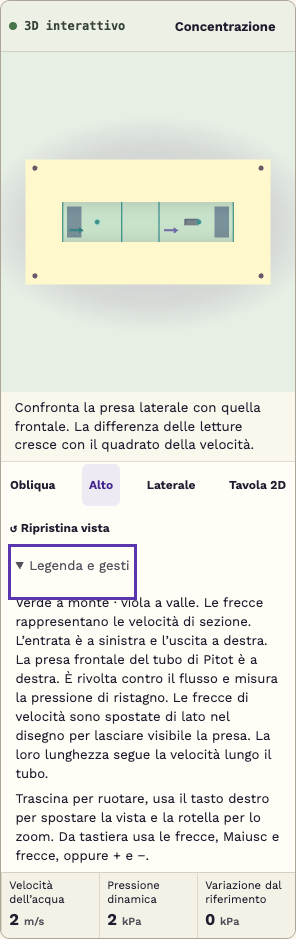 3D interattivo
Concentrazione
Confronta la presa laterale con quella
frontale. La differenza delle letture
cresce con il quadrato della velocità.
Obliqua Alto Laterale Tavola 2D
↺ Ripristina vista
▼ Legenda e gesti
Verde a monte · viola a valle. Le frecce
rappresentano le velocità di sezione.
L’entrata è a sinistra e l’uscita a destra.
La presa frontale del tubo di Pitot è a
destra. È rivolta contro il flusso e misura
la pressione di ristagno. Le frecce di
velocità sono spostate di lato nel
disegno per lasciare visibile la presa. La
loro lunghezza segue la velocità lungo il
tubo.
Trascina per ruotare, usa il tasto destro
per spostare la vista e la rotella per lo
zoom. Da tastiera usa le frecce, Maiusc e
frecce, oppure + e −.
Velocità
dell’acqua
2 m/s
Pressione
dinamica
2 kPa
Variazione dal
riferimento
0 kPa